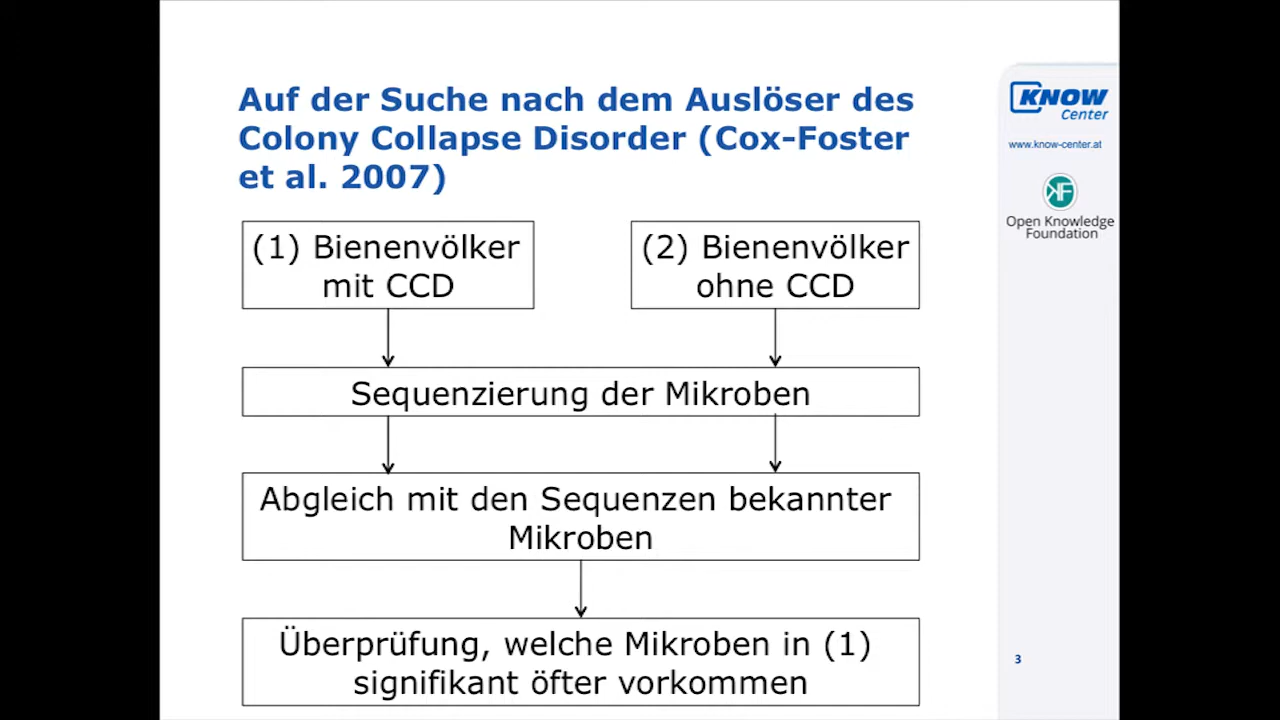 Auf der Suche nach dem Auslöser des
Colony Collapse Disorder (Cox-Foster
et al. 2007)
(1) Bienenvölker
mit CCD
(2) Bienenvölker
ohne CCD
Sequenzierung der Mikroben
Abgleich mit den Sequenzen bekannter
Mikroben
Überprüfung, welche Mikroben in (1)
signifikant öfter vorkommen
KNOW
Center
www.know-center.at
KF
Open Knowledge
Foundation
3